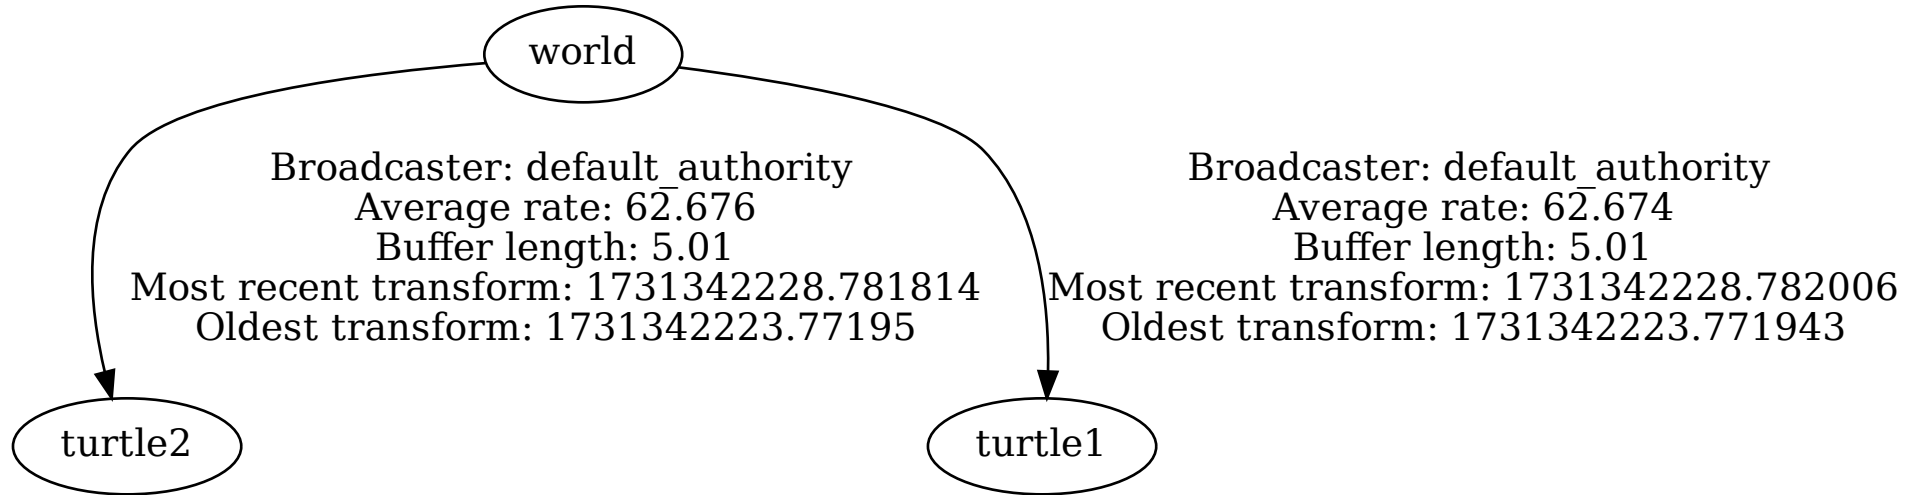 world
Broadcaster: default_authority
Average rate: 62.676
Buffer length: 5.01
Most recent transform: 1731342228.781814
Oldest transform: 1731342223.77195
Broadcaster: default_authority
Average rate: 62.674
Buffer length: 5.01
Most recent transform: 1731342228.782006
Oldest transform: 1731342223.771943
turtle2
turtle1